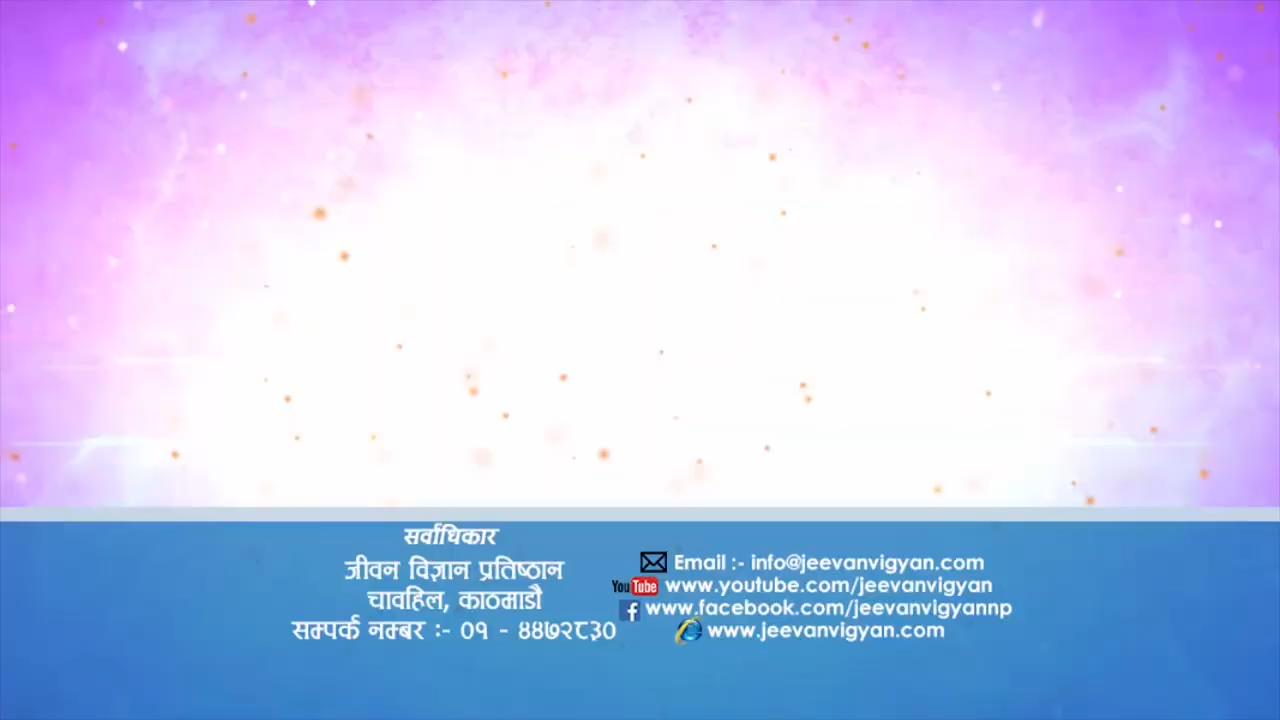 सर्वाधिकार
जीवन विज्ञान प्रतिष्ठान
चावहिल, काठमाडौ
सम्पर्क नम्बर :- ०१ - ४४७२८३०
Email :- info@jeevanvigyan.com
YouTube www.youtube.com/jeevanvigyan
f www.facebook.com/jeevanvigyannp
www.jeevanvigyan.com